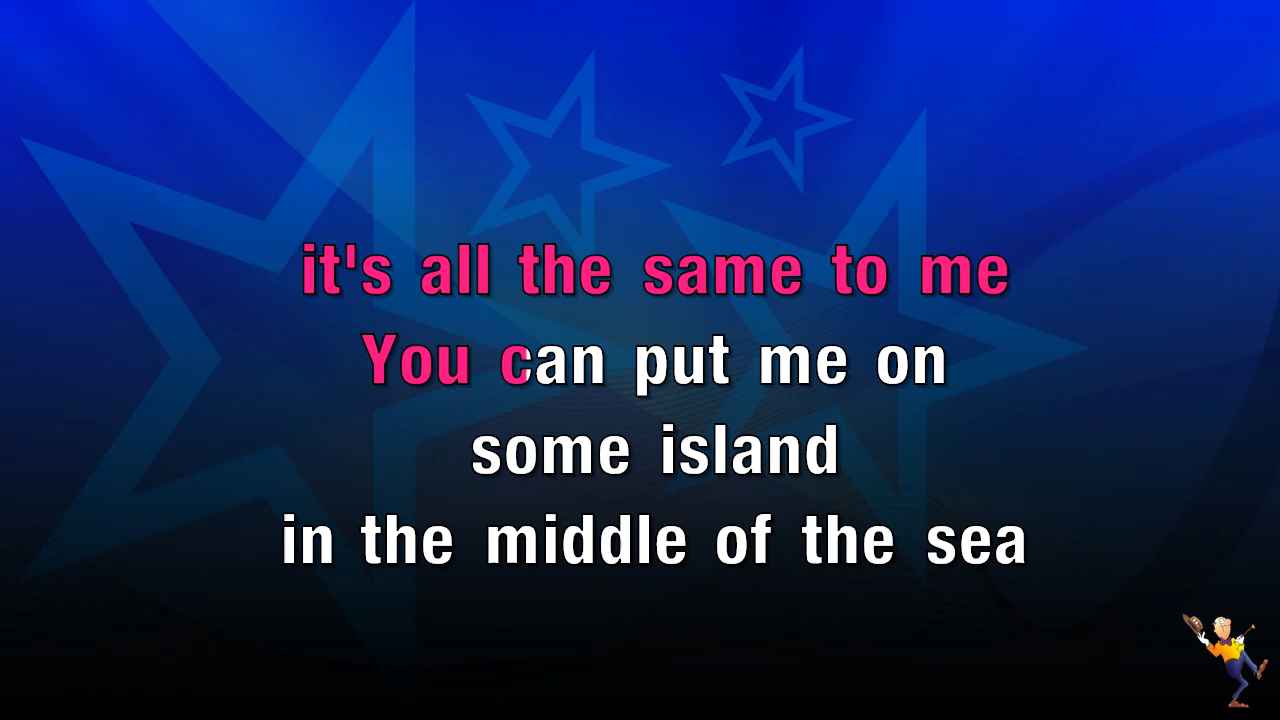 it's all the same to me
You can put me on
some island
in the middle of the sea